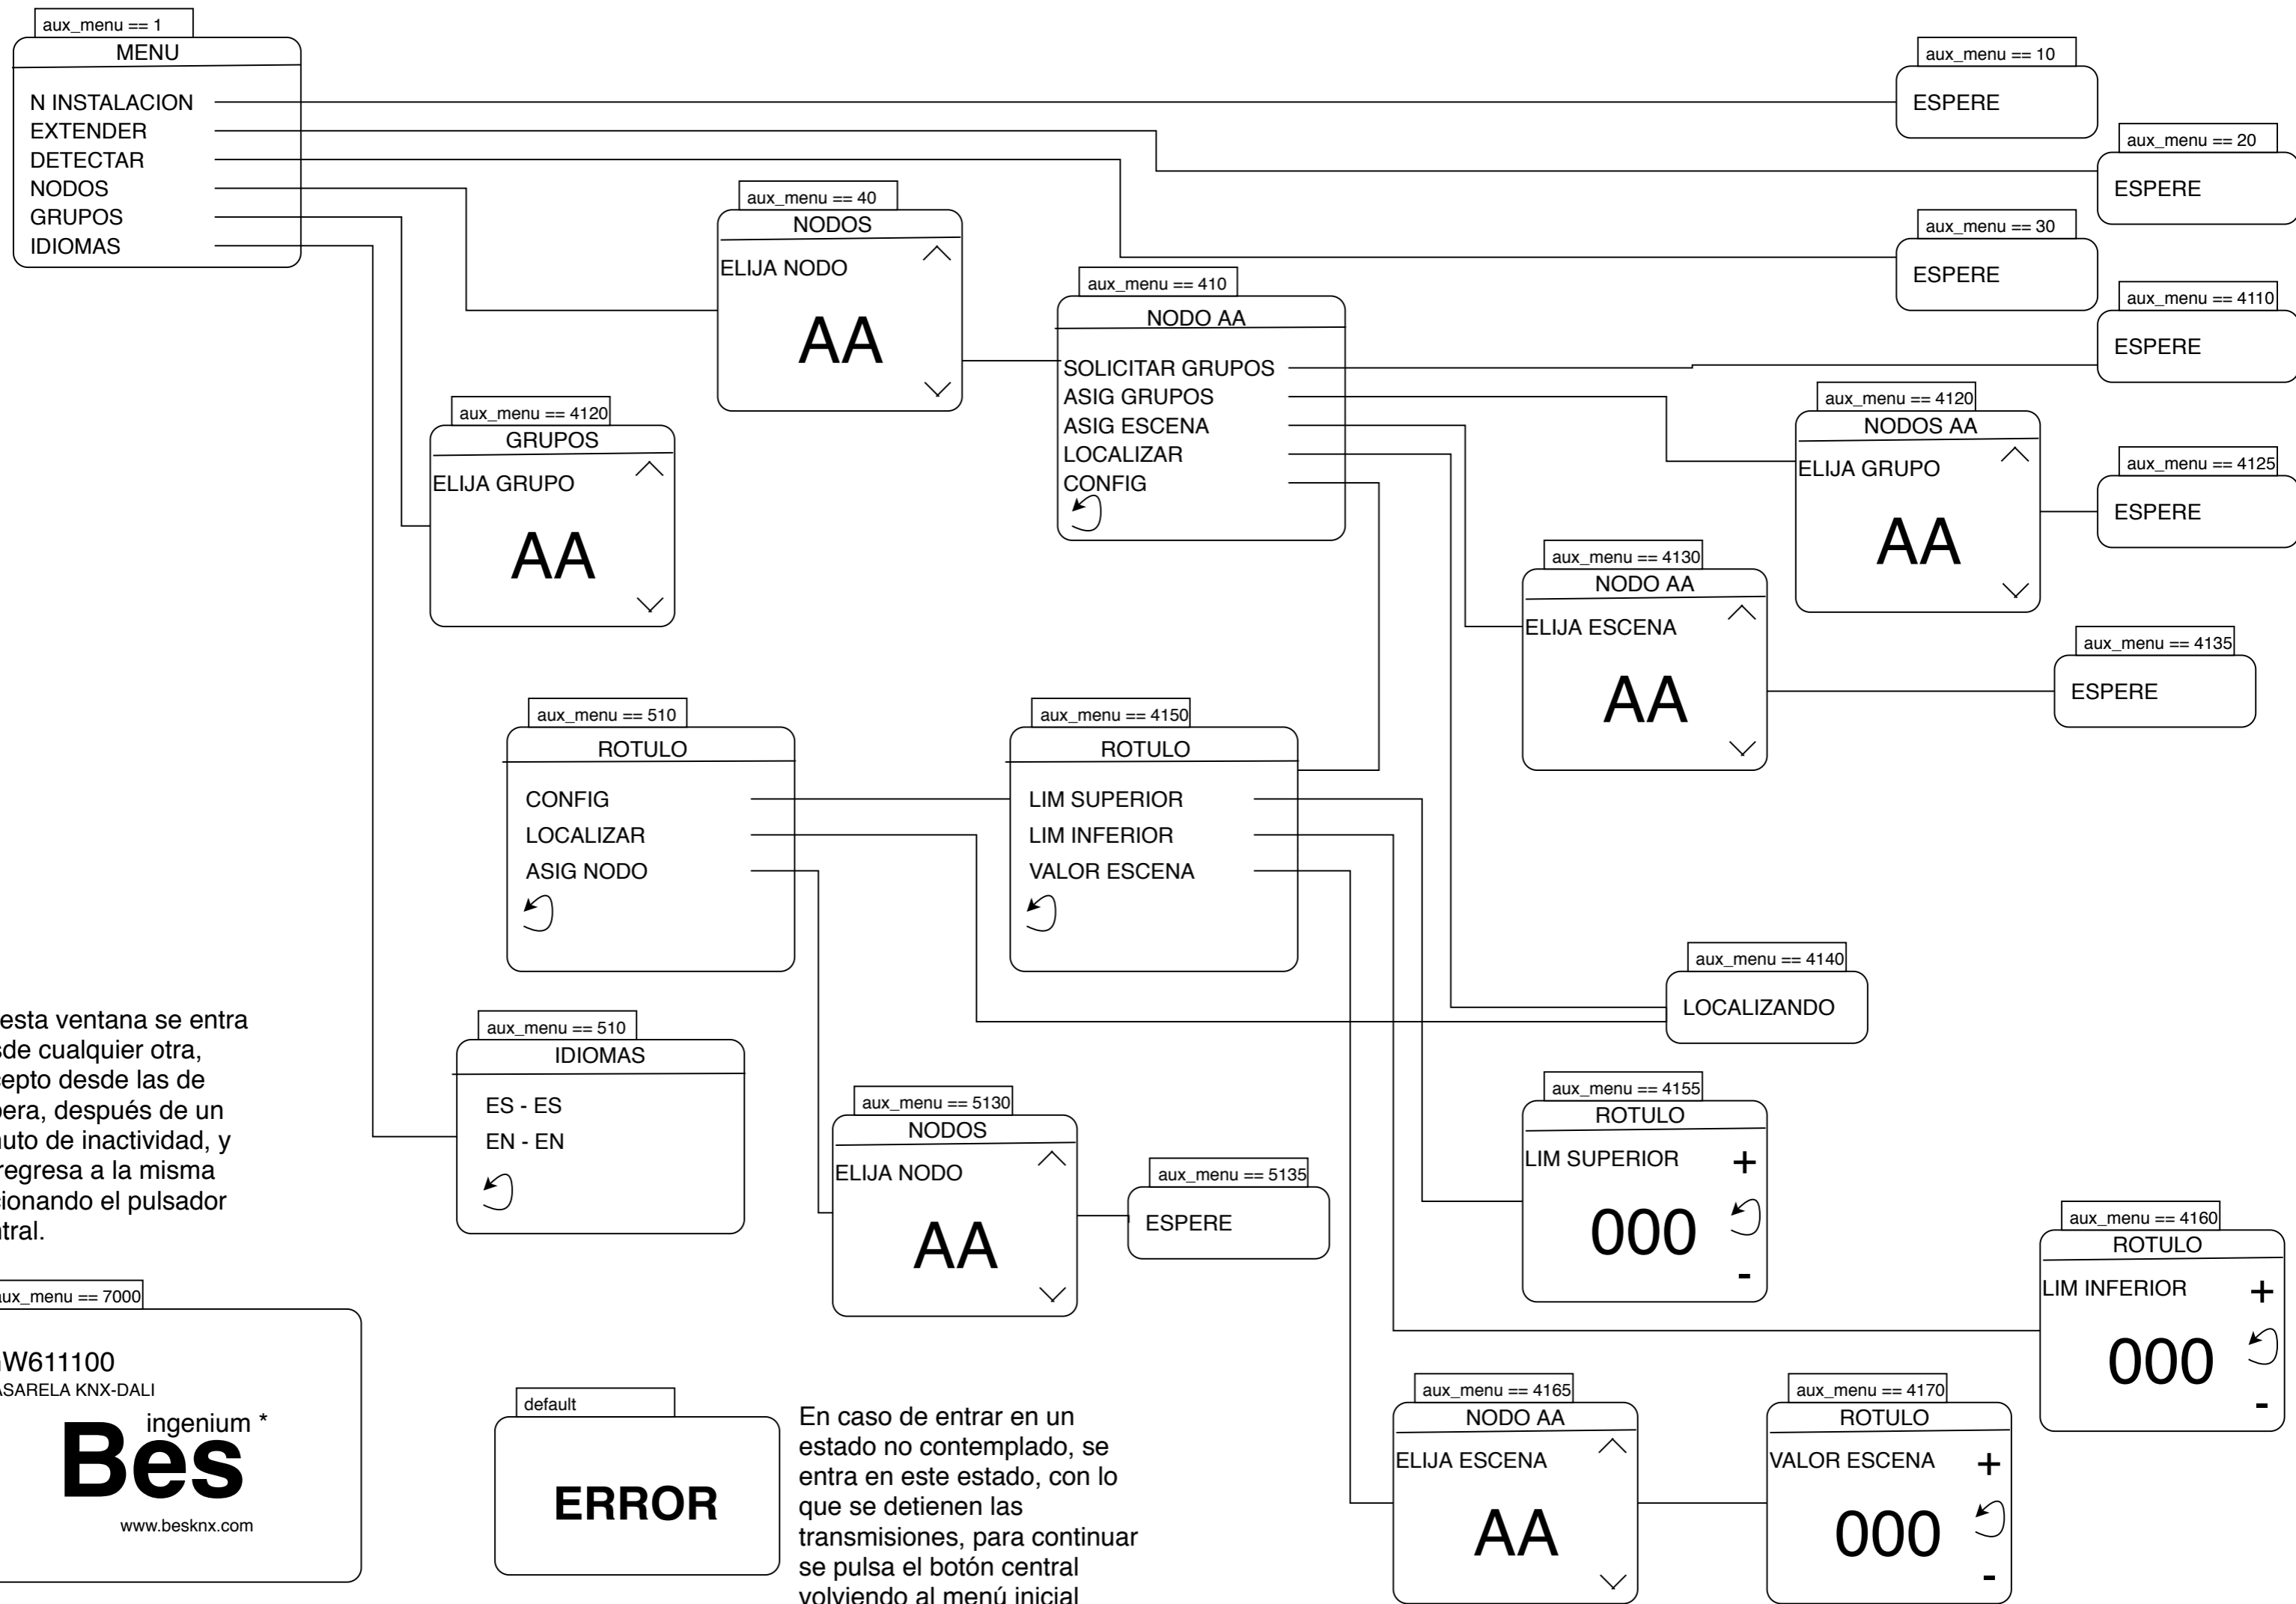 aux_menu == 1
MENU
N INSTALACION
EXTENDER
DETECTAR
NODOS
GRUPOS
IDIOMAS
aux_menu == 10
ESPERE
aux_menu == 20
ESPERE
aux_menu == 30
ESPERE
aux_menu == 40
NODOS
ELIJA NODO
AA
aux_menu == 410
NODO AA
SOLICITAR GRUPOS
ASIG GRUPOS
ASIG ESCENA
LOCALIZAR
CONFIG
aux_menu == 4110
ESPERE
aux_menu == 4120
NODOS AA
ELIJA GRUPO
AA
aux_menu == 4125
ESPERE
aux_menu == 4120
GRUPOS
ELIJA GRUPO
AA
aux_menu == 4130
NODO AA
ELIJA ESCENA
AA
aux_menu == 4135
ESPERE
aux_menu == 510
ROTULO
CONFIG
LOCALIZAR
ASIG NODO
aux_menu == 4150
ROTULO
LIM SUPERIOR
LIM INFERIOR
VALOR ESCENA
aux_menu == 4140
LOCALIZANDO
esta ventana se entra
sde cualquier otra,
cepto desde las de
pera, después de un
nuto de inactividad, y
regresa a la misma
cionando el pulsador
ntral.
aux_menu == 510
IDIOMAS
ES - ES
EN - EN
aux_menu == 5130
NODOS
ELIJA NODO
AA
aux_menu == 5135
ESPERE
aux_menu == 4155
ROTULO
LIM SUPERIOR +
000
-
aux_menu == 4160
ROTULO
LIM INFERIOR +
000
-
aux_menu == 7000
W611100
ASARELA KNX-DALI
ingenium *
Bes
www.besknx.com
default
ERROR
En caso de entrar en un
estado no contemplado, se
entra en este estado, con lo
que se detienen las
transmisiones, para continuar
se pulsa el botón central
volviendo al menú inicial
aux_menu == 4165
NODO AA
ELIJA ESCENA
AA
aux_menu == 4170
ROTULO
VALOR ESCENA +
000
-